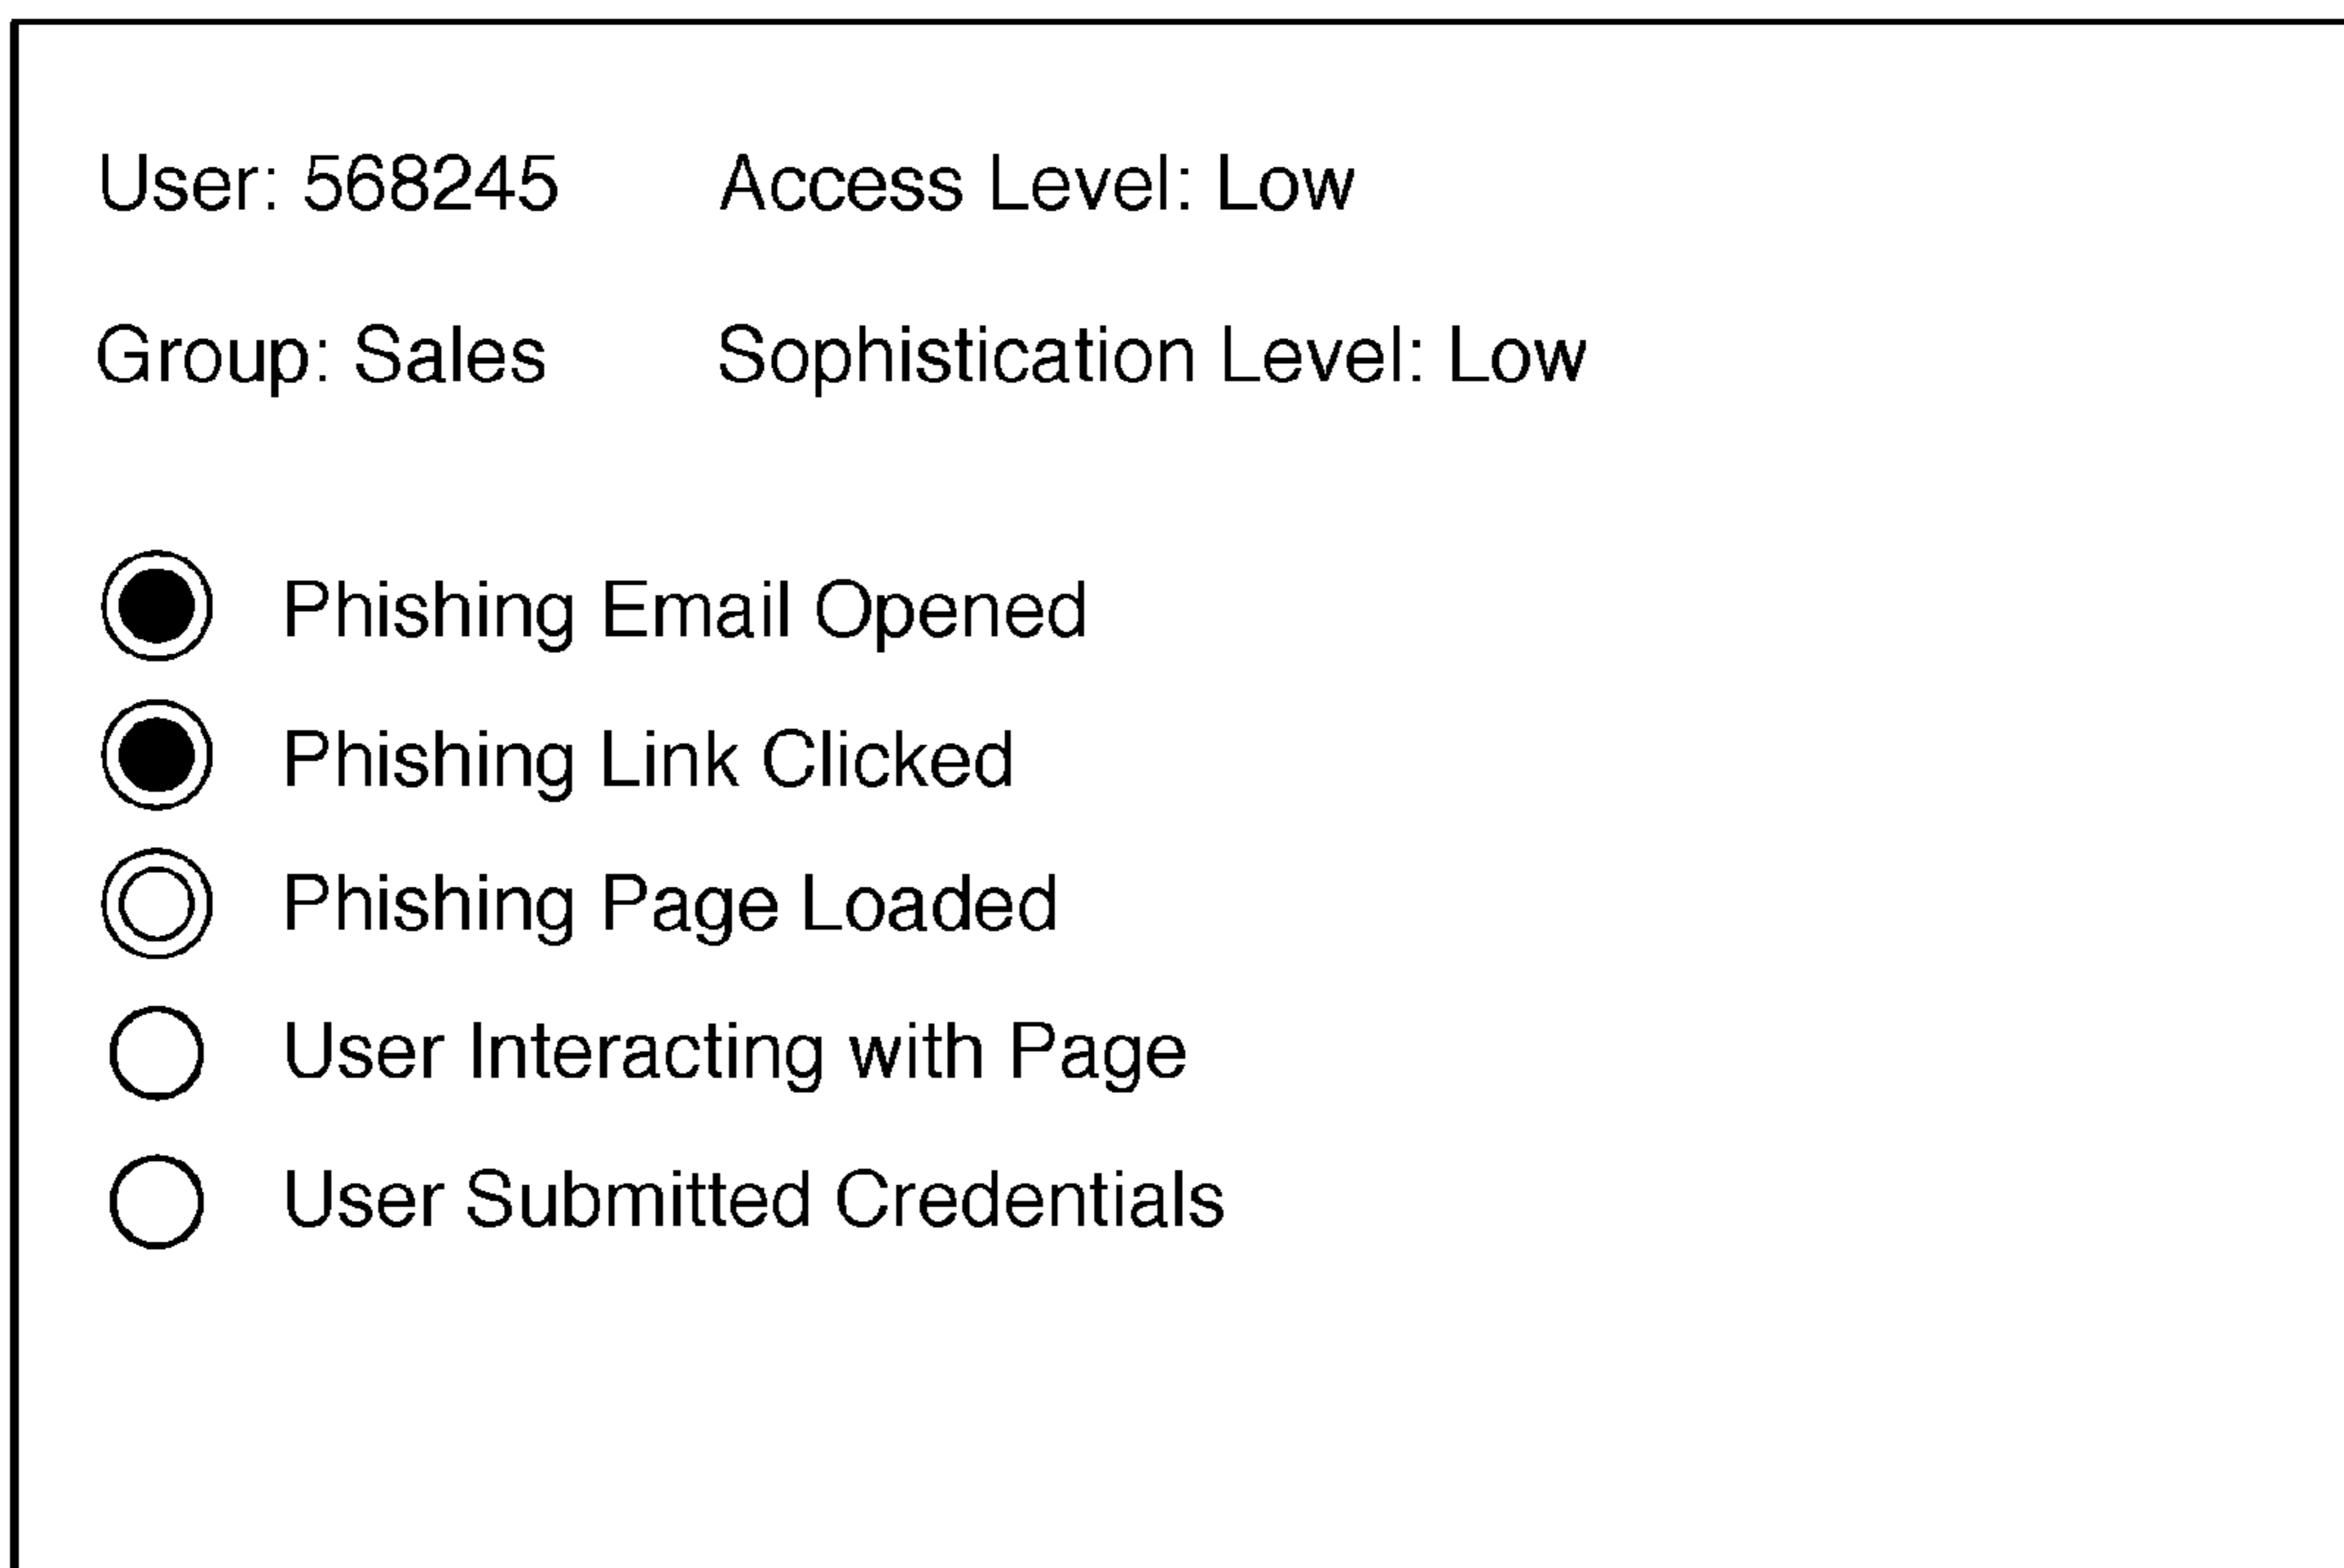 User: 568245 Access Level: Low
Group: Sales Sophistication Level: Low
Phishing Email Opened
Phishing Link Clicked
Phishing Page Loaded
User Interacting with Page
User Submitted Credentials